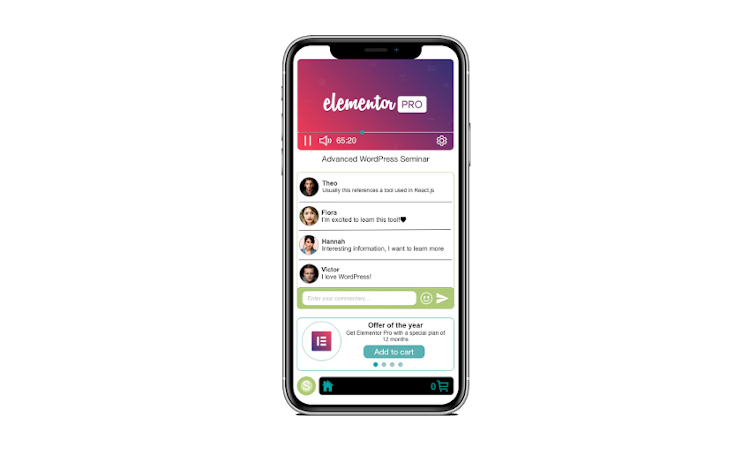 elementor PRO
65:20
Advanced WordPress Seminar
Theo
Usually this references a tool used in React.js
Flora
I'm excited to learn this tool!🖤
Hannah
Interesting information, I want to learn more
Victor
I love WordPress!
Enter your commentary...
Offer of the year
Get Elementor Pro with a special plan of
12 months
Add to cart
S 0